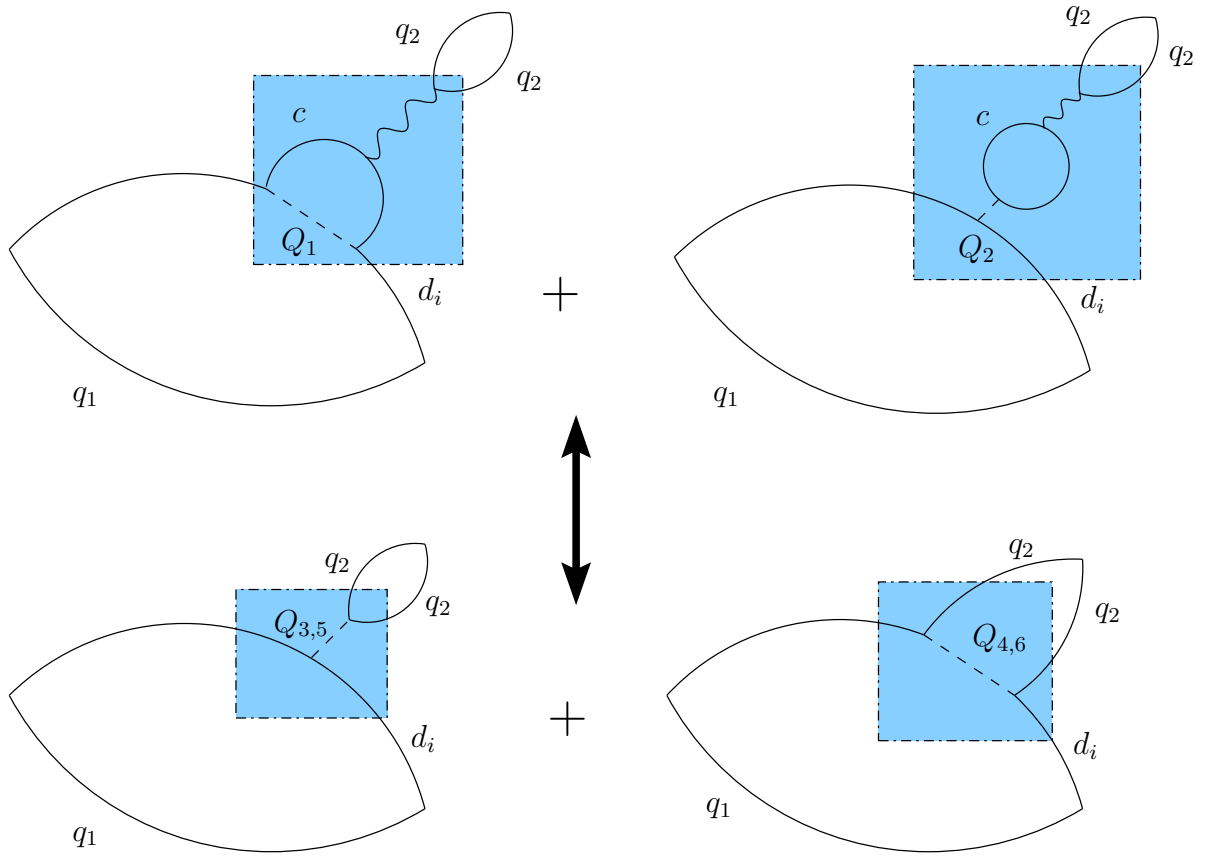 q₂
q₂
c
Q₁
dᵢ
q₁
+
q₂
q₂
c
Q₂
dᵢ
q₁
q₂
q₂
Q₃,₅
dᵢ
q₁
+
q₂
q₂
Q₄,₆
dᵢ
q₁